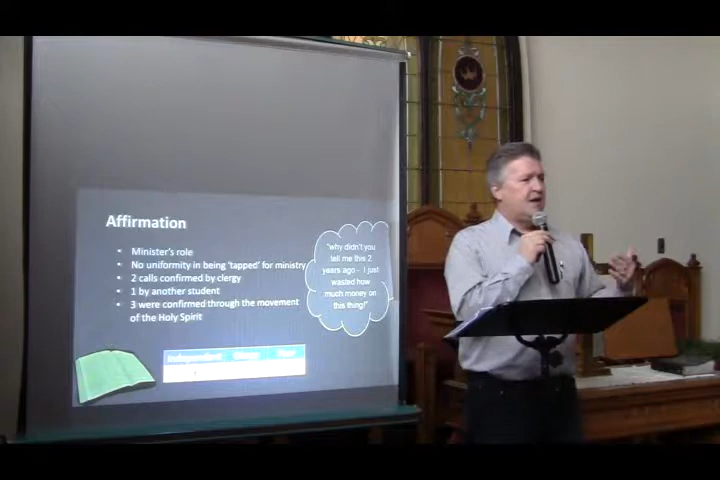 Affirmation
• Minister's role
• No uniformity in being 'tapped' for ministry
• 2 calls confirmed by clergy
• 1 by another student
• 3 were confirmed through the movement
of the Holy Spirit
"why didn't you
tell me this 2
years ago - I just
wasted how
much money on
this thing!"
Independent